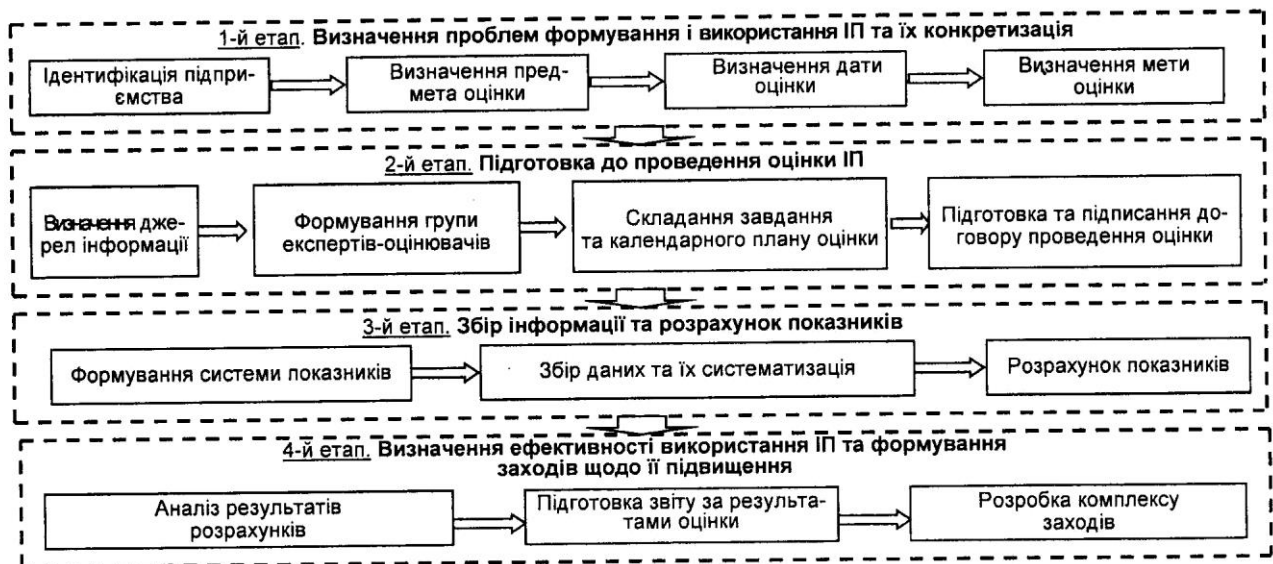 1-й етап. Визначення проблем формування і використання ІП та їх конкретизація
Ідентифікація підпри-
ємства
Визначення пред-
мета оцінки
Визначення дати
оцінки
Визначення мети
оцінки
2-й етап. Підготовка до проведення оцінки ІП
Визначення дже-
рел інформації
Формування групи
експертів-оцінювачів
Складання завдання
та календарного плану оцінки
Підготовка та підписання до-
говору проведення оцінки
3-й етап. Збір інформації та розрахунок показників
Формування системи показників
Збір даних та їх систематизація
Розрахунок показників
4-й етап. Визначення ефективності використання ІП та формування
заходів щодо її підвищення
Аналіз результатів
розрахунків
Підготовка звіту за результа-
тами оцінки
Розробка комплексу
заходів